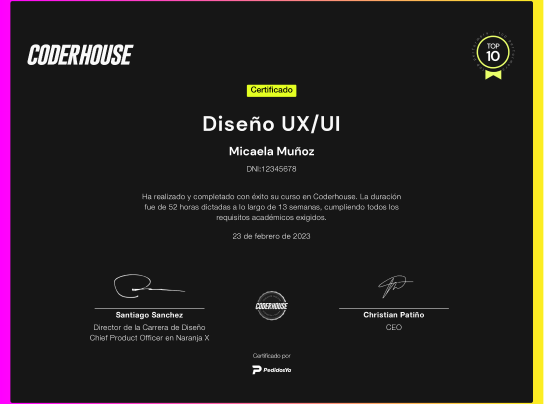 CODERHOUSE
TOP
10
Certificado
Diseño UX/UI
Micaela Muñoz
DNI:12345678
Ha realizado y completado con éxito su curso en Coderhouse. La duración
fue de 52 horas dictadas a lo largo de 13 semanas, cumpliendo todos los
requisitos académicos exigidos.
23 de febrero de 2023
CODERHOUSE
Santiago Sanchez
Director de la Carrera de Diseño
Chief Product Officer en Naranja X
Christian Patiño
CEO
Certificado por
PedidosYa